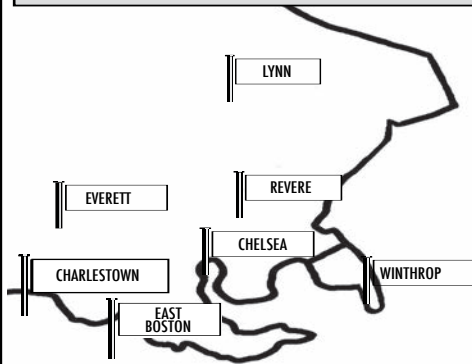 LYNN
REVERE
EVERETT
CHELSEA
CHARLESTOWN
WINTHROP
EAST
BOSTON